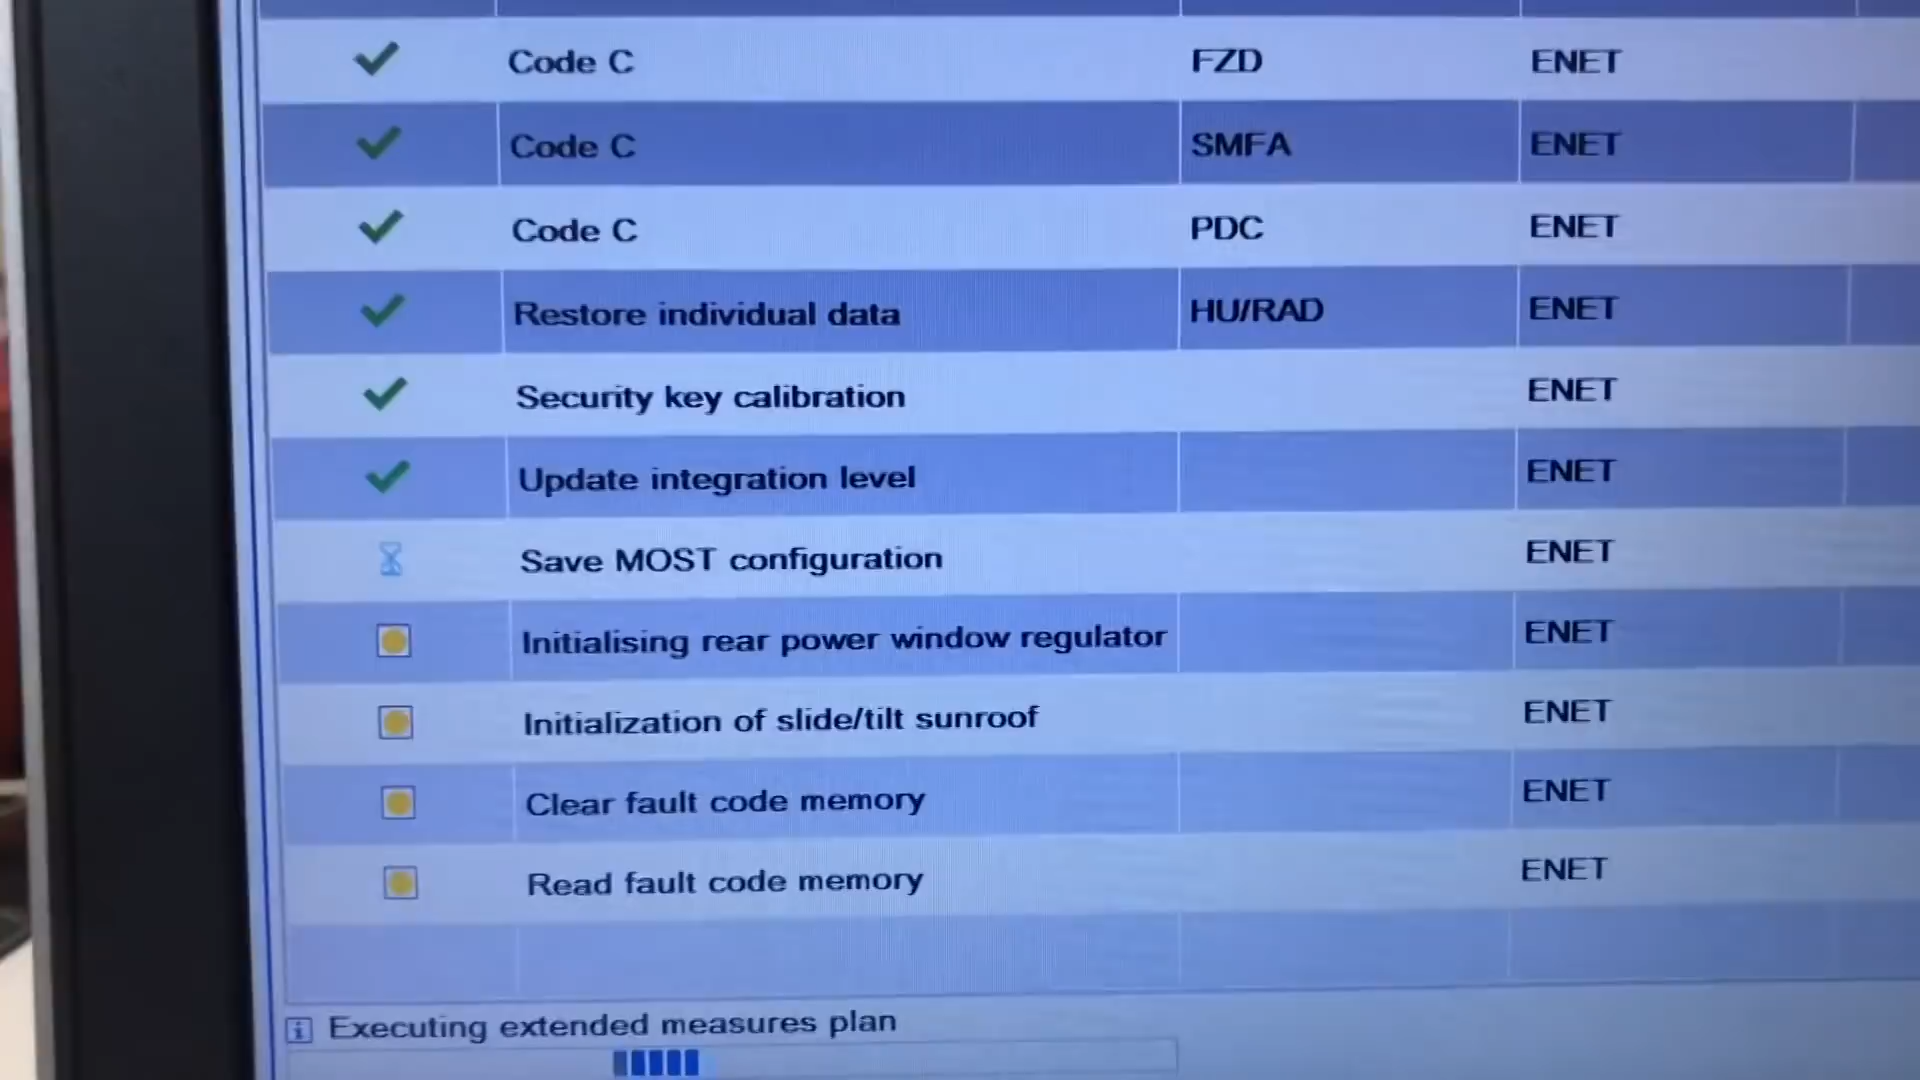 Code C FZD ENET
Code C SMFA ENET
Code C PDC ENET
Restore individual data HU/RAD ENET
Security key calibration ENET
Update integration level ENET
Save MOST configuration ENET
Initialising rear power window regulator ENET
Initialization of slide/tilt sunroof ENET
Clear fault code memory ENET
Read fault code memory ENET
i Executing extended measures plan